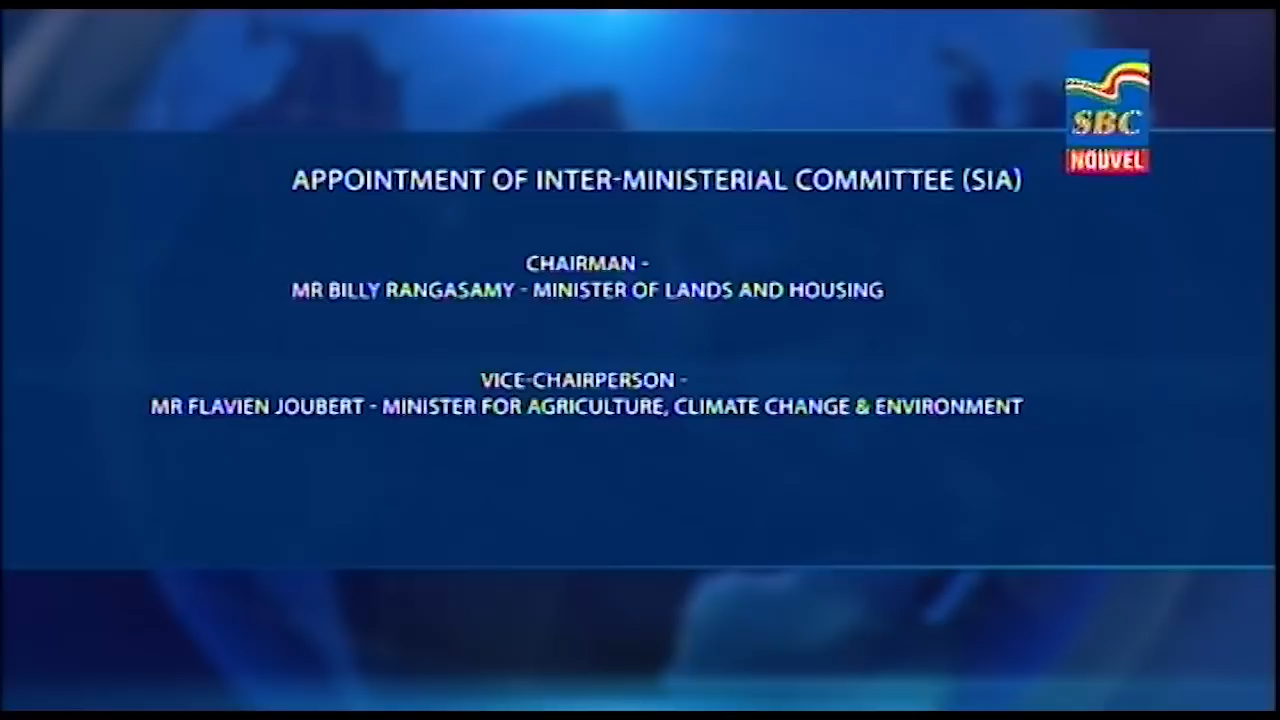 SBC
NOUVEL
APPOINTMENT OF INTER-MINISTERIAL COMMITTEE (SIA)
CHAIRMAN -
MR BILLY RANGASAMY - MINISTER OF LANDS AND HOUSING
VICE-CHAIRPERSON -
MR FLAVIEN JOUBERT - MINISTER FOR AGRICULTURE, CLIMATE CHANGE & ENVIRONMENT